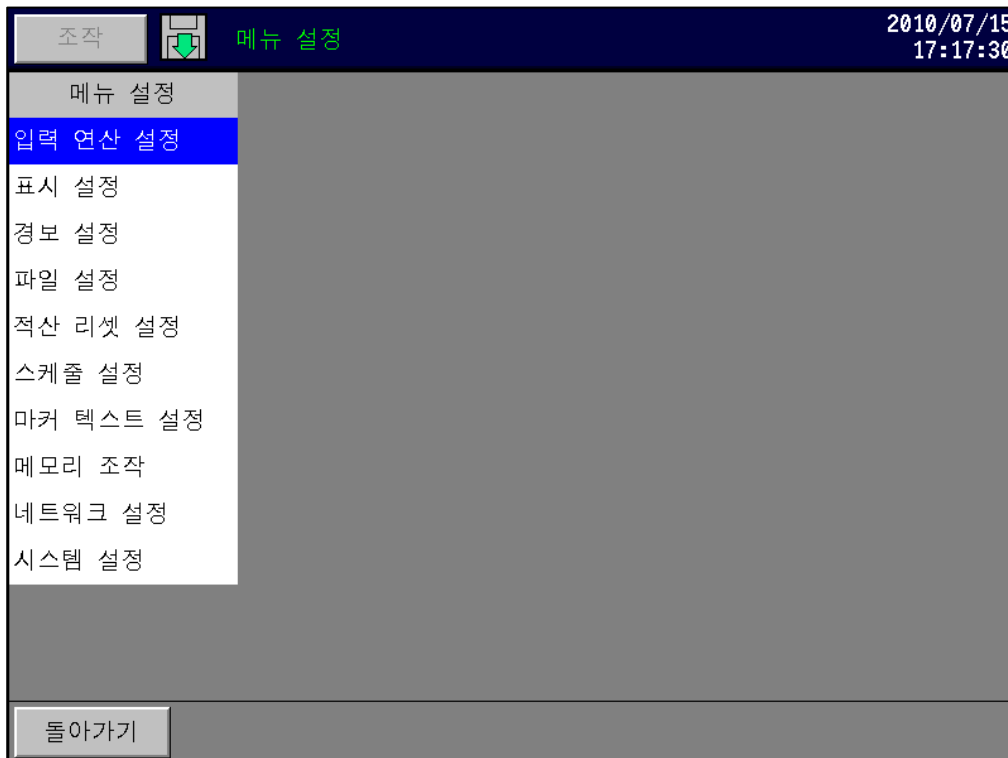 조작
메뉴 설정
2010/07/15
17:17:30
메뉴 설정
입력 연산 설정
표시 설정
경보 설정
파일 설정
적산 리셋 설정
스케줄 설정
마커 텍스트 설정
메모리 조작
네트워크 설정
시스템 설정
돌아가기